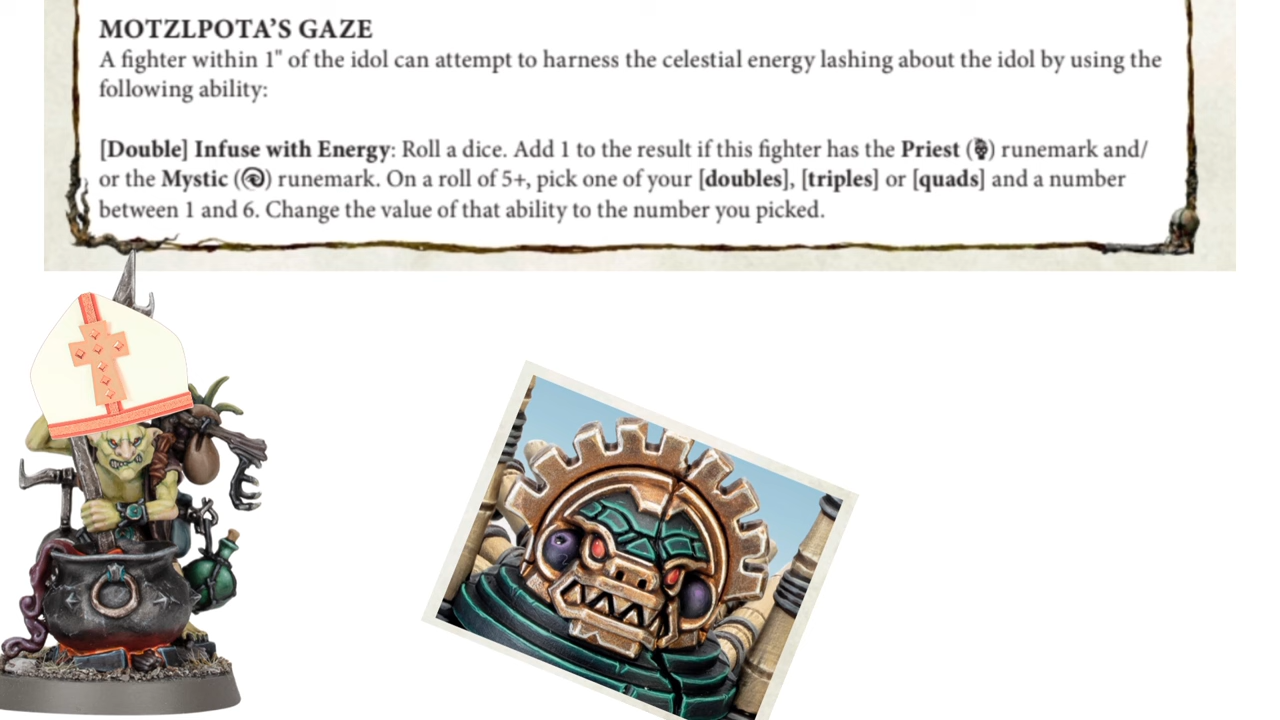 MOTZLPOTA’S GAZE
A fighter within 1" of the idol can attempt to harness the celestial energy lashing about the idol by using the
following ability:
[Double] Infuse with Energy: Roll a dice. Add 1 to the result if this fighter has the Priest () runemark and/
or the Mystic () runemark. On a roll of 5+, pick one of your [doubles], [triples] or [quads] and a number
between 1 and 6. Change the value of that ability to the number you picked.